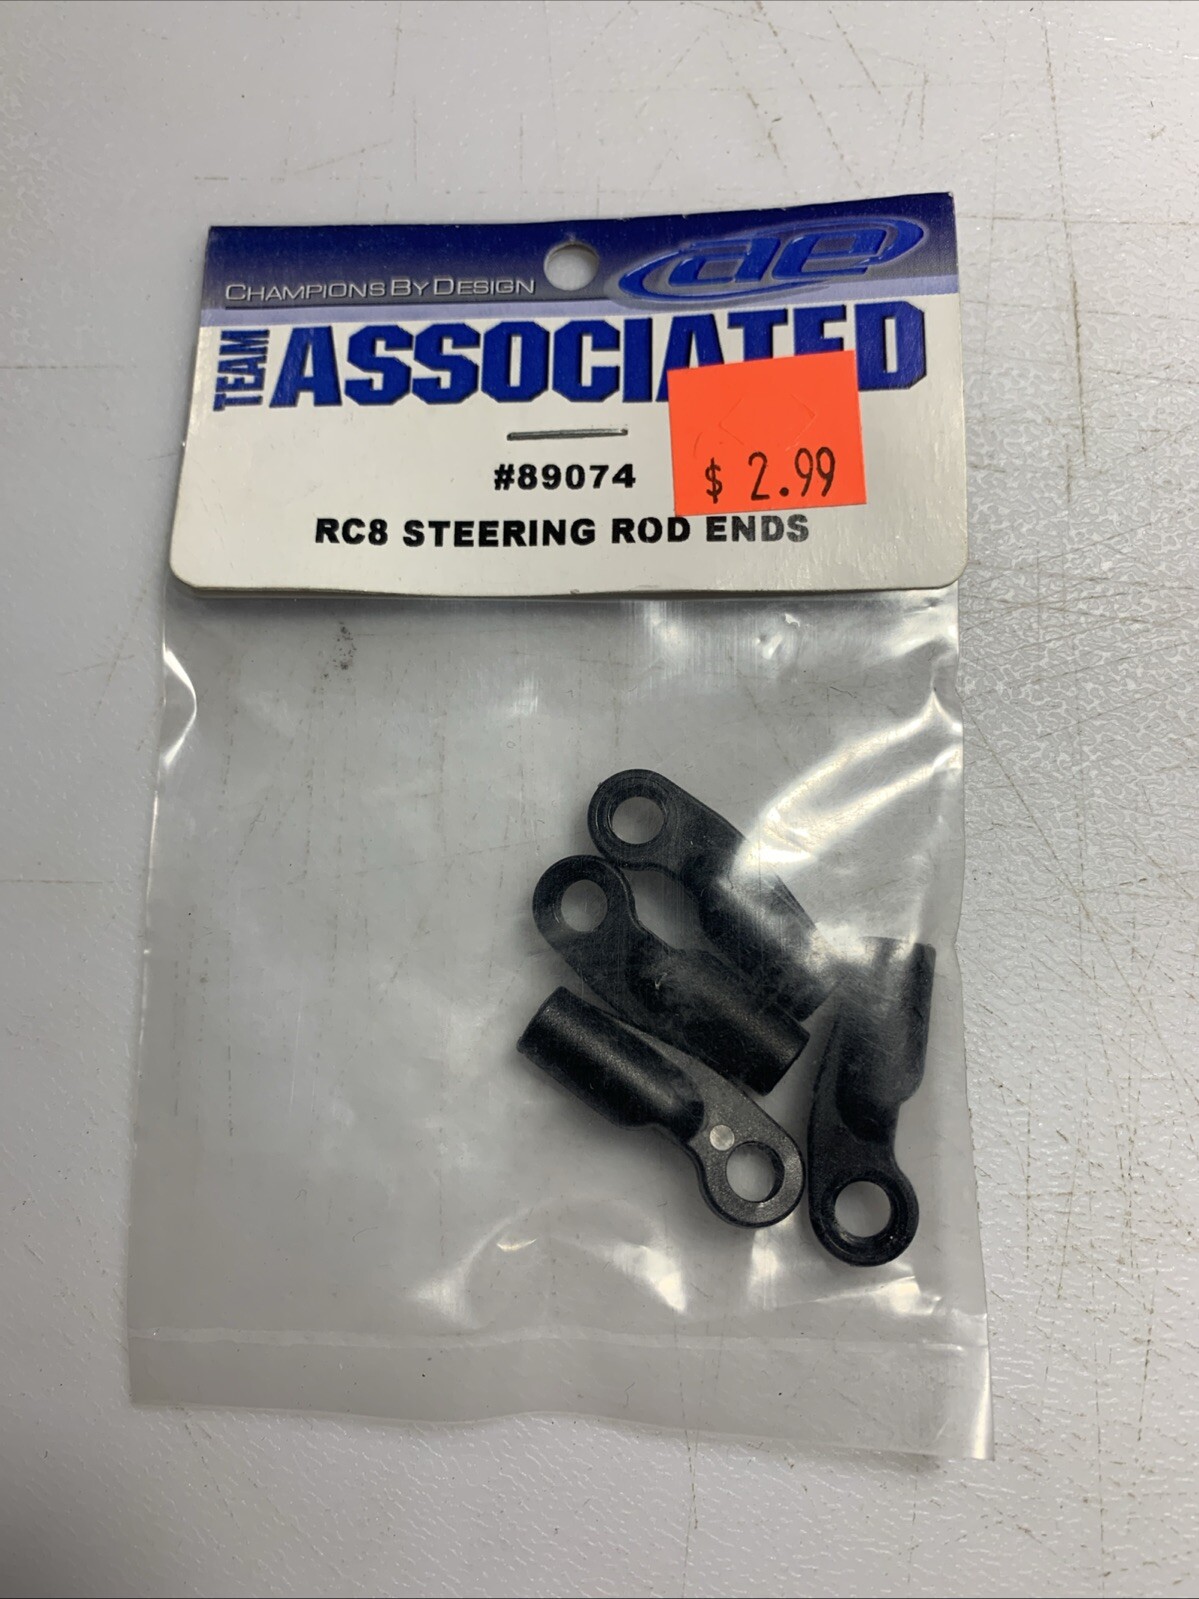 CHAMPIONS BY DESIGN
ae
TEAM ASSOCIATED
#89074
$ 2.99
RC8 STEERING ROD ENDS